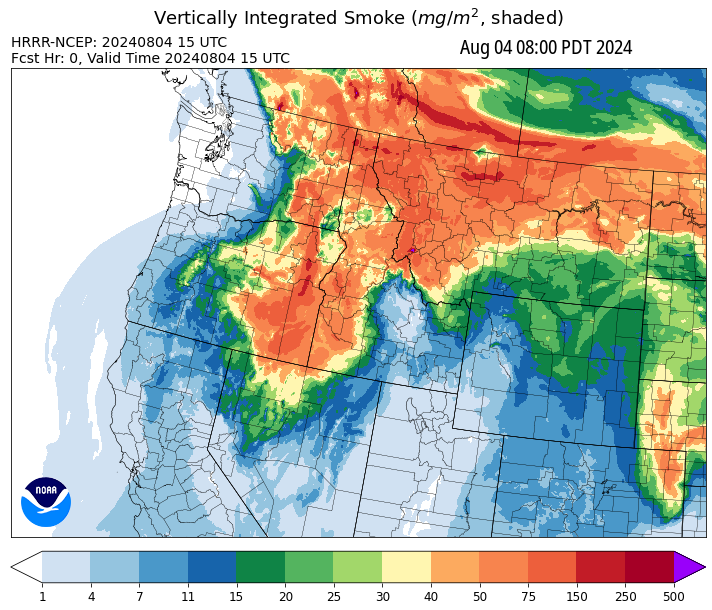 Vertically Integrated Smoke (mg/m², shaded)
HRRR-NCEP: 20240804 15 UTC
Aug 04 08:00 PDT 2024
Fcst Hr: 0, Valid Time 20240804 15 UTC
NOAA
1 4 7 11 15 20 25 30 40 50 75 150 250 500